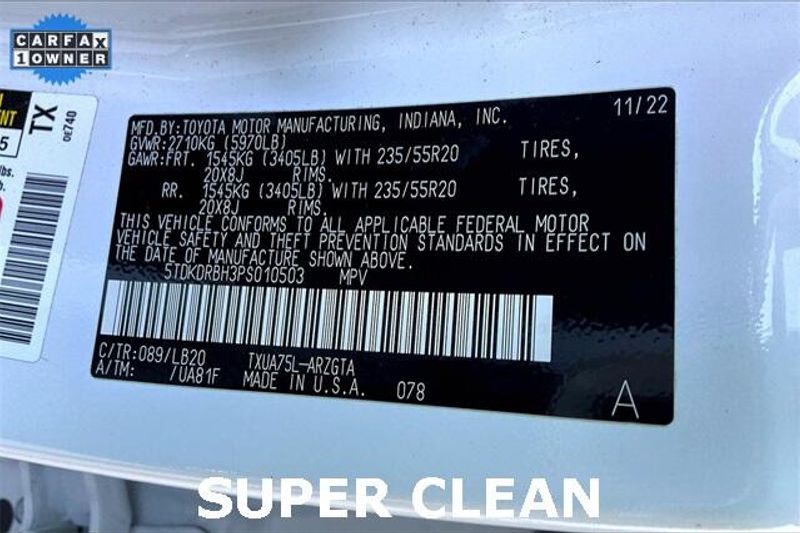 CARFAX
1 OWNER
TX
0E740
11/22
MFD.BY:TOYOTA MOTOR MANUFACTURING, INDIANA, INC.
GVWR:2710KG (5970LB)
GAWR:FRT. 1545KG (3405LB) WITH 235/55R20 TIRES,
20X8J RIMS.
RR. 1545KG (3405LB) WITH 235/55R20 TIRES,
20X8J RIMS.
THIS VEHICLE CONFORMS TO ALL APPLICABLE FEDERAL MOTOR
VEHICLE SAFETY AND THEFT PREVENTION STANDARDS IN EFFECT ON
THE DATE OF MANUFACTURE SHOWN ABOVE.
5TDKDRBH3PS010503 MPV
C/TR:089/LB20 TXUA75L-ARZGTA
A/TM: /UA81F MADE IN U.S.A. 078
A
SUPER CLEAN